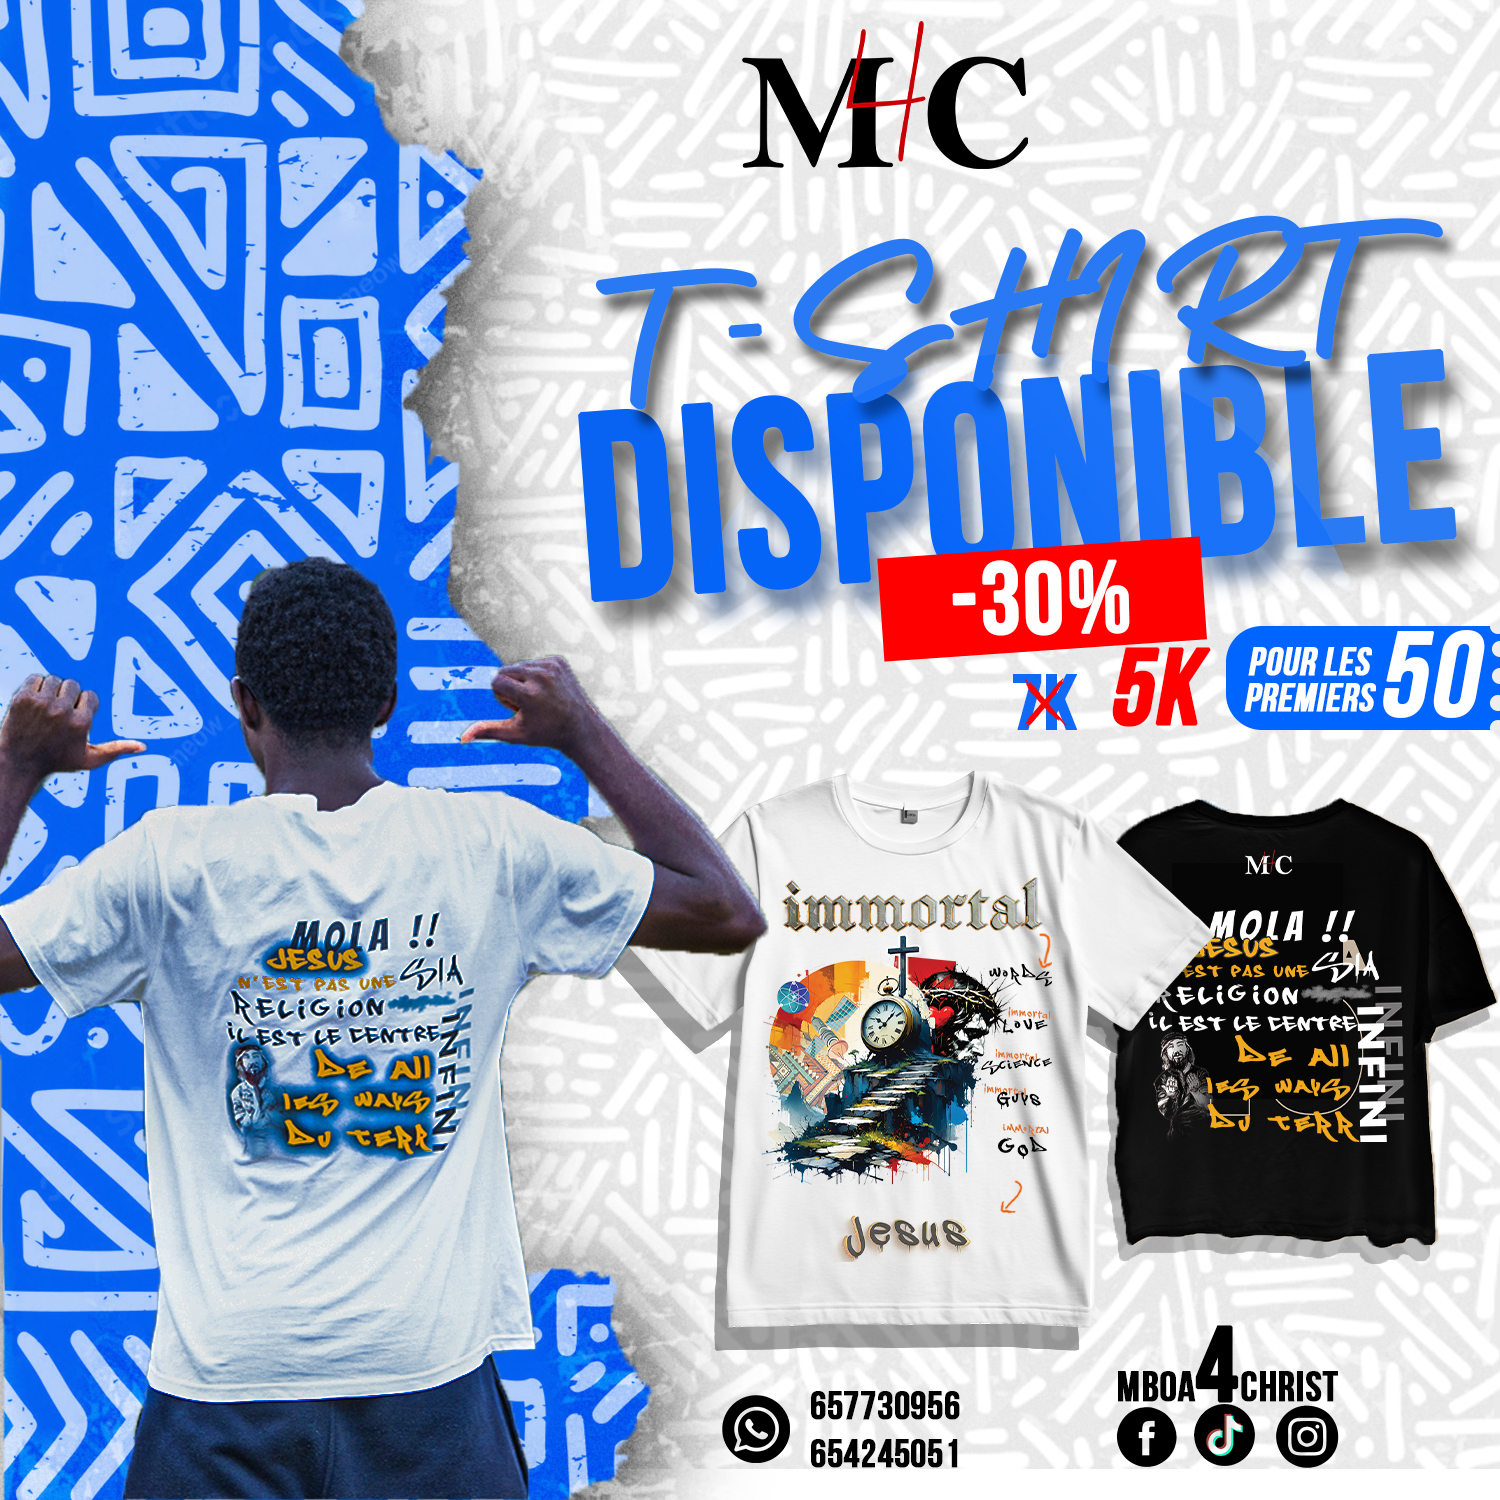 M4C
T-SHIRT
DISPONIBLE
-30%
7K 5K
POUR LES
PREMIERS 50
MOLA !!
JESUS
N'EST PAS UNE SIA
RELIGION
IL EST LE CENTRE
DE All
les ways
Du terr
INFINI
INFINI
immortal
WORDS
immortal
LOVE
immortal
SCIENCE
immortal
GUYS
IMMORTAl
GOD
Jesus
M4C
MOLA !!
JESUS
EST PAS UNE SIA
RELIGION
IL EST LE CENTRE
DE All
les ways
Du terr
INFINI
INFINI
657730956
654245051
MBOA4CHRIST